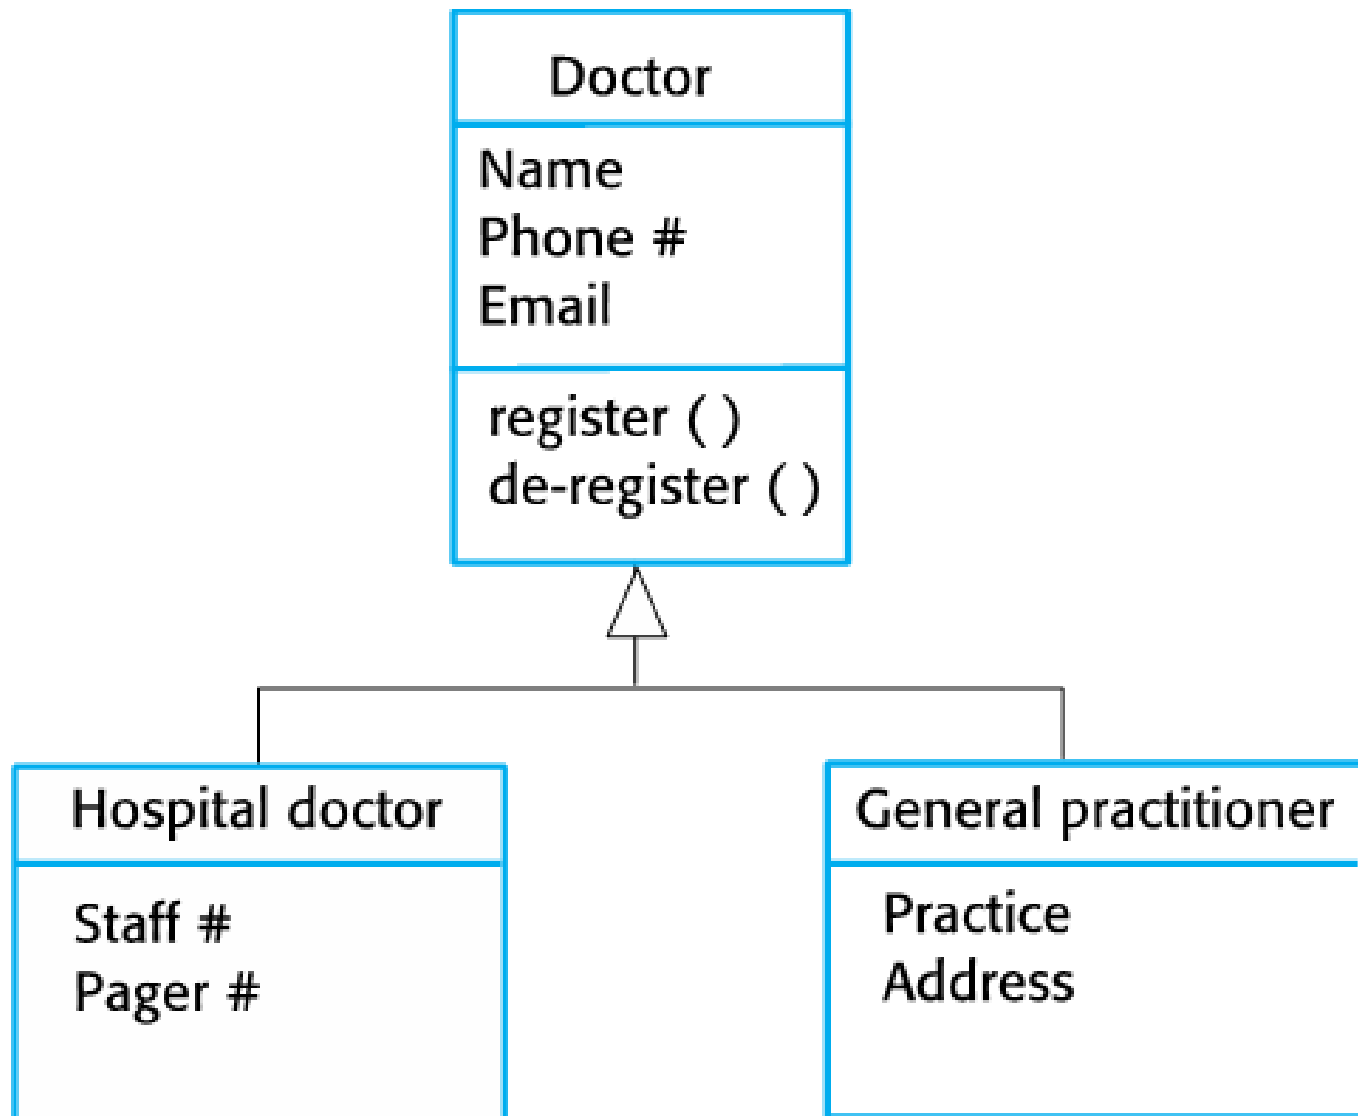 Doctor
Name
Phone #
Email
register ( )
de-register ( )
Hospital doctor
Staff #
Pager #
General practitioner
Practice
Address